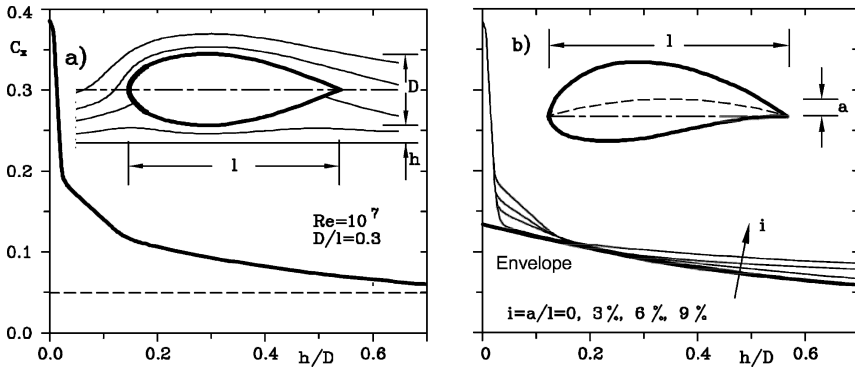 0.4
Cx
0.3
0.2
0.1
0.0
a)
D
h
l
Re=10^7
D/l=0.3
0.0 0.2 0.4 0.6
h/D
b)
l
a
i
Envelope
i=a/l=0, 3%, 6%, 9%
0 0.2 0.4 0.6
h/D